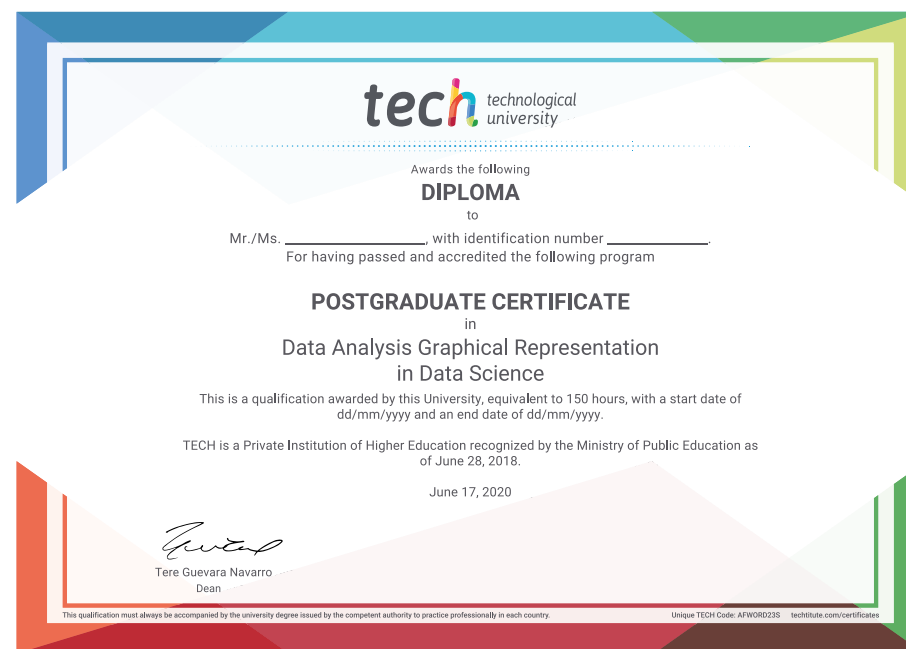 tech technological
university
Awards the following
DIPLOMA
to
Mr./Ms. ____________________, with identification number ______________.
For having passed and accredited the following program
POSTGRADUATE CERTIFICATE
in
Data Analysis Graphical Representation
in Data Science
This is a qualification awarded by this University, equivalent to 150 hours, with a start date of
dd/mm/yyyy and an end date of dd/mm/yyyy.
TECH is a Private Institution of Higher Education recognized by the Ministry of Public Education as
of June 28, 2018.
June 17, 2020
Tere Guevara Navarro
Dean
This qualification must always be accompanied by the university degree issued by the competent authority to practice professionally in each country.
Unique TECH Code: AFWORD23S techtitute.com/certificates